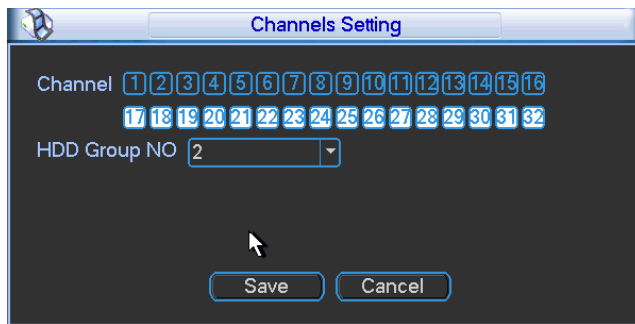 Channels Setting
Channel 1 2 3 4 5 6 7 8 9 10 11 12 13 14 15 16
17 18 19 20 21 22 23 24 25 26 27 28 29 30 31 32
HDD Group NO 2
Save Cancel